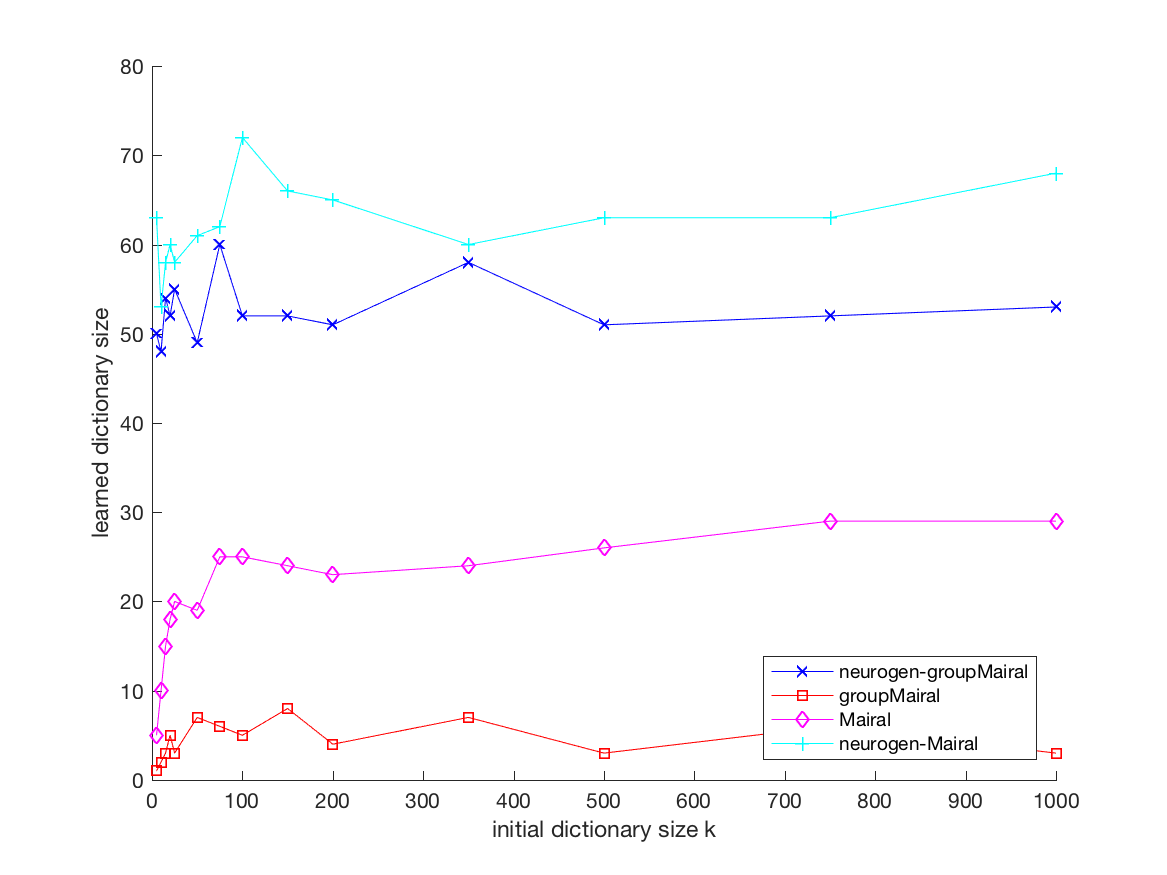 80
70
60
50
40
30
20
10
0
learned dictionary size
neurogen-groupMairal
groupMairal
Mairal
neurogen-Mairal
0 100 200 300 400 500 600 700 800 900 1000
initial dictionary size k